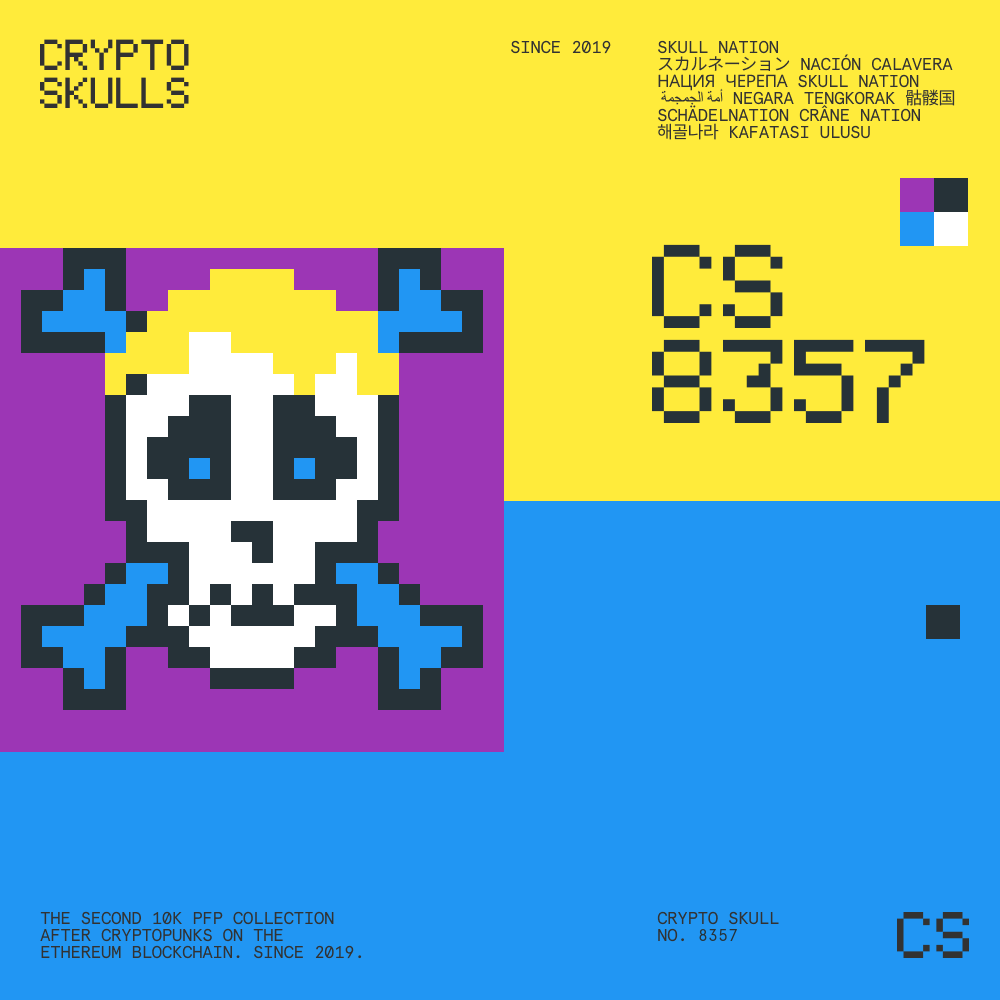 CRYPTO
SKULLS
SINCE 2019
SKULL NATION
スカルネーション NACIÓN CALAVERA
НАЦИЯ ЧЕРЕПА SKULL NATION
أمة الجمجمة NEGARA TENGKORAK 骷髅国
SCHÄDELNATION CRÂNE NATION
해골나라 KAFATASI ULUSU
CS
8357
THE SECOND 10K PFP COLLECTION
AFTER CRYPTOPUNKS ON THE
ETHEREUM BLOCKCHAIN. SINCE 2019.
CRYPTO SKULL
NO. 8357
CS